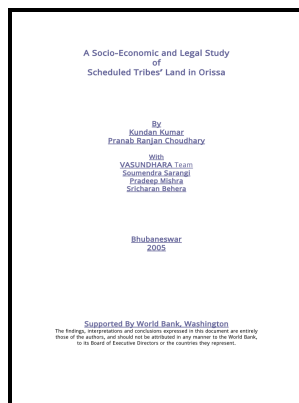 A Socio-Economic and Legal Study
of
Scheduled Tribes' Land in Orissa
By
Kundan Kumar
Pranab Ranjan Choudhary
With
VASUNDHARA Team
Soumendra Sarangi
Pradeep Mishra
Sricharan Behera
Bhubaneswar
2005
Supported By World Bank, Washington
The findings, interpretations and conclusions expressed in this document are entirely
those of the authors, and should not be attributed in any manner to the World Bank,
to its Board of Executive Directors or the countries they represent.